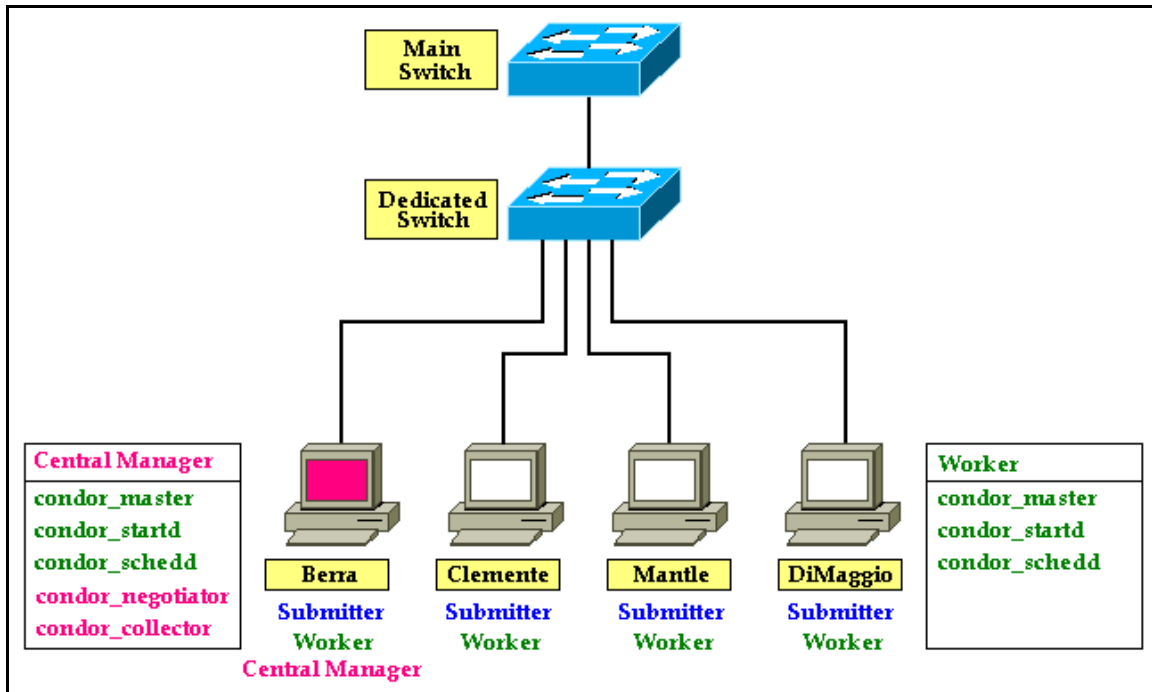 Main
Switch
Dedicated
Switch
Central Manager
condor_master
condor_startd
condor_schedd
condor_negotiator
condor_collector
Berra
Submitter
Worker
Central Manager
Clemente
Submitter
Worker
Mantle
Submitter
Worker
DiMaggio
Submitter
Worker
Worker
condor_master
condor_startd
condor_schedd